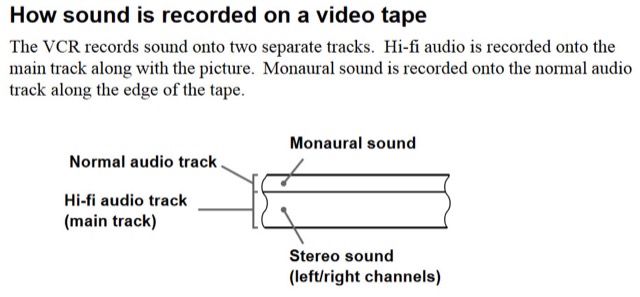 How sound is recorded on a video tape
The VCR records sound onto two separate tracks. Hi-fi audio is recorded onto the
main track along with the picture. Monaural sound is recorded onto the normal audio
track along the edge of the tape.
Monaural sound
Normal audio track
Hi-fi audio track
(main track)
Stereo sound
(left/right channels)